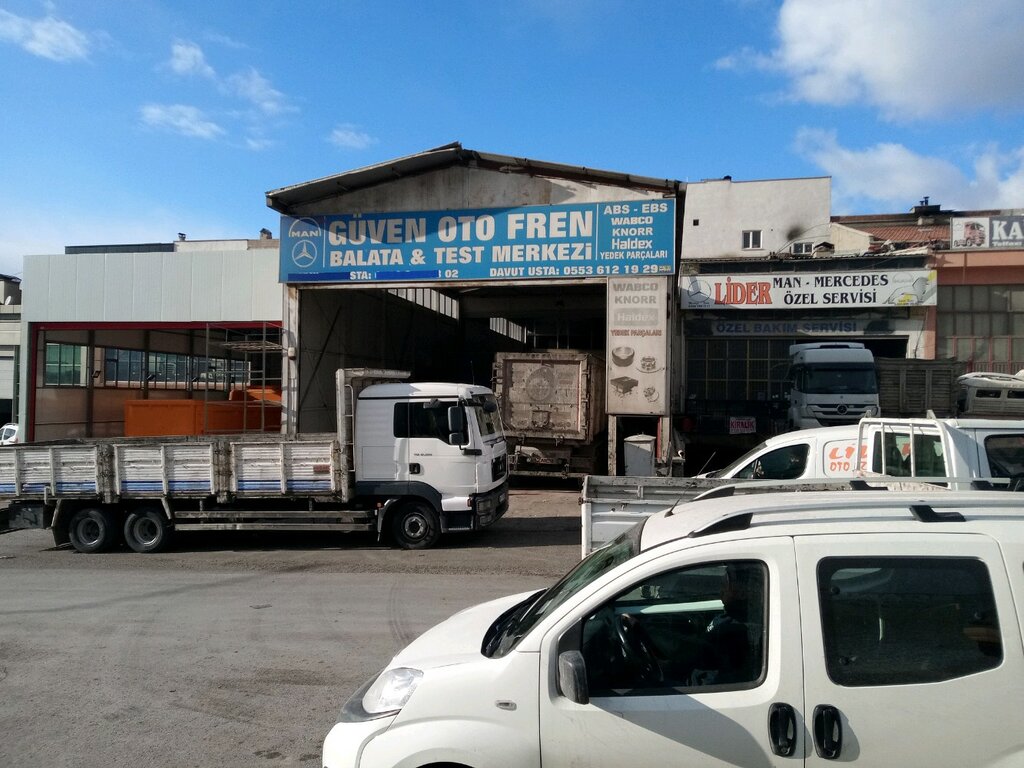 MAN
GÜVEN OTO FREN
BALATA & TEST MERKEZİ
STA: 02
DAVUT USTA: 0553 612 19 29
ABS - EBS
WABCO
KNORR
Haldex
YEDEK PARÇALARI
WABCO
KNORR
Haldex
YEDEK PARÇALARI
LİDER
MAN - MERCEDES
ÖZEL SERVİSİ
ÖZEL BAKIM SERVİSİ
KİRALIK
KA
OTO